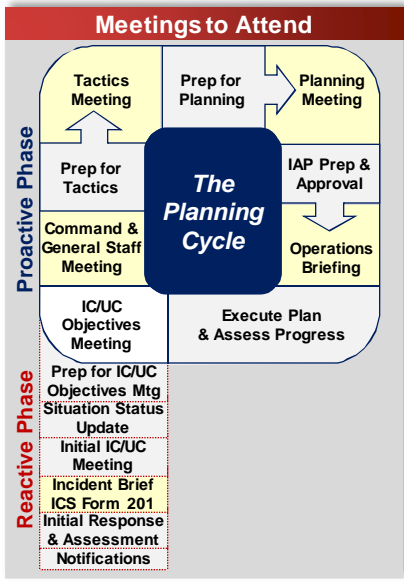 Meetings to Attend
Tactics
Meeting
Prep for
Planning
Planning
Meeting
Proactive Phase
Prep for
Tactics
The
Planning
Cycle
IAP Prep &
Approval
Command &
General Staff
Meeting
Operations
Briefing
IC/UC
Objectives
Meeting
Execute Plan
& Assess Progress
Reactive Phase
Prep for IC/UC
Objectives Mtg
Situation Status
Update
Initial IC/UC
Meeting
Incident Brief
ICS Form 201
Initial Response
& Assessment
Notifications